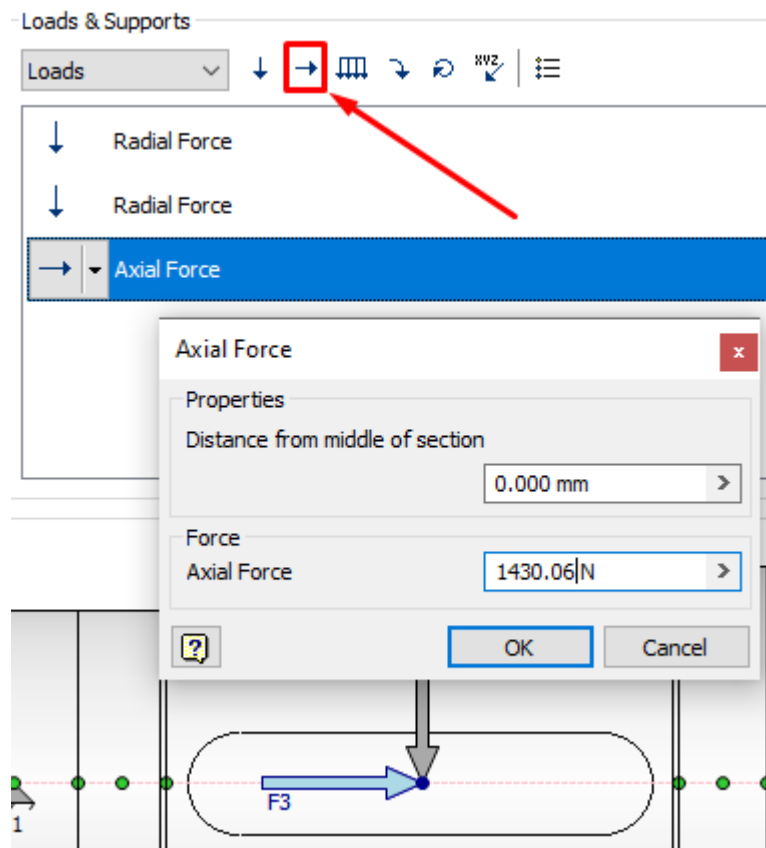 Loads & Supports
Loads
XYZ
Radial Force
Radial Force
Axial Force
Axial Force
x
Properties
Distance from middle of section
0.000 mm
Force
Axial Force 1430.06 N
? OK Cancel
F3
1